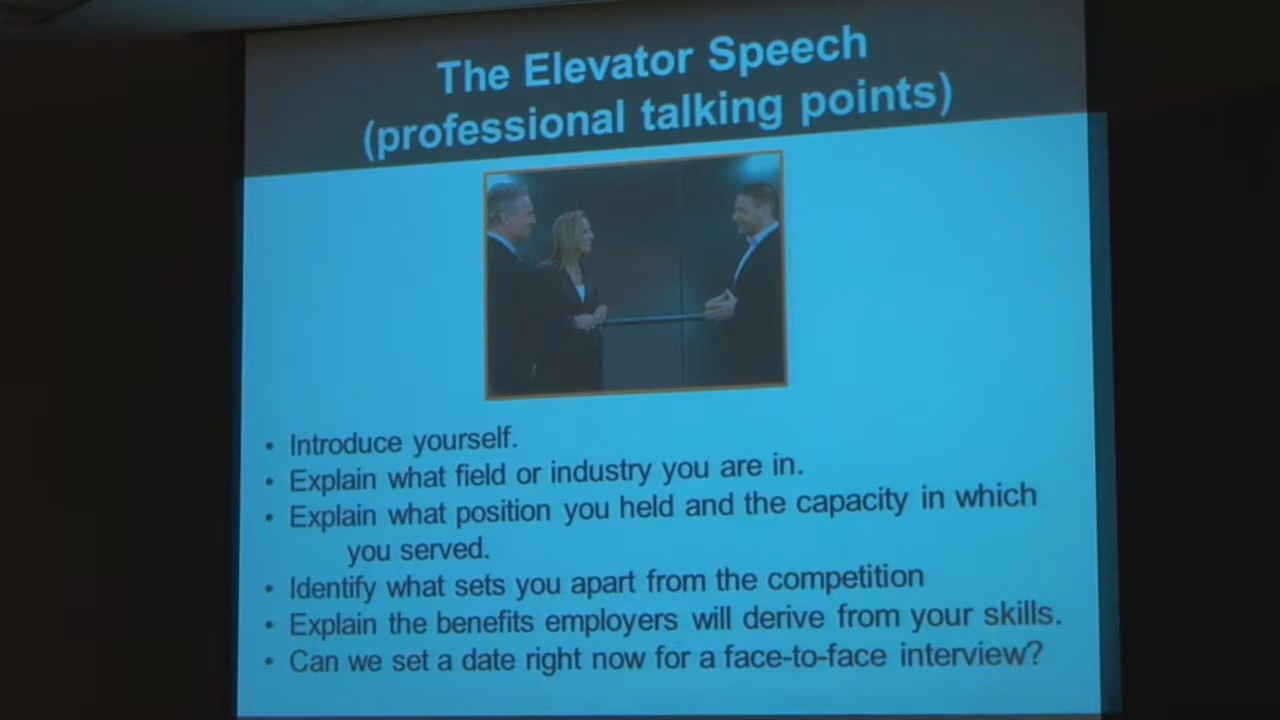 The Elevator Speech
(professional talking points)
• Introduce yourself.
• Explain what field or industry you are in.
• Explain what position you held and the capacity in which
you served.
• Identify what sets you apart from the competition
• Explain the benefits employers will derive from your skills.
• Can we set a date right now for a face-to-face interview?